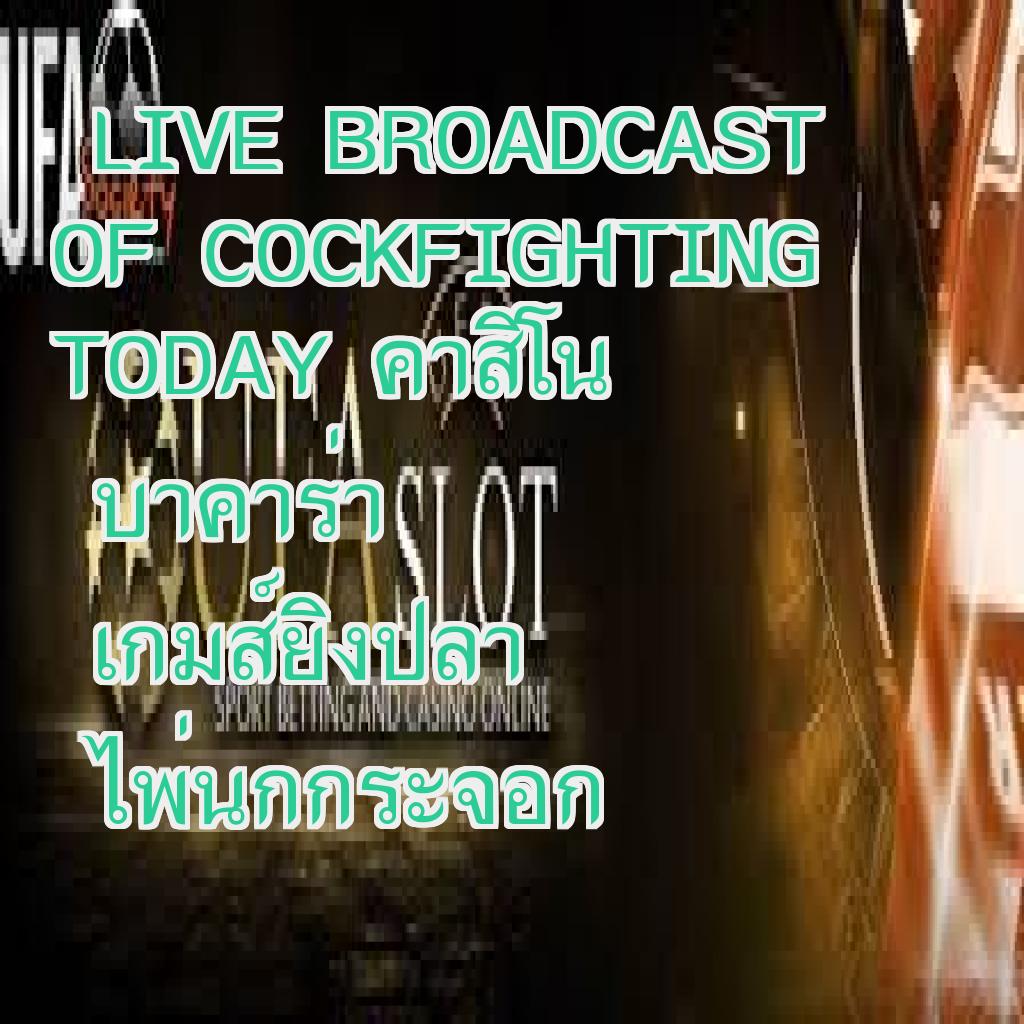 UFA
LIVE BROADCAST
OF COCKFIGHTING
TODAY คาสิโน
บาคาร่า
เกมส์ยิงปลา
ไพ่นกกระจอก
UFA SLOT
SPORT BETTING AND CASINO ONLINE